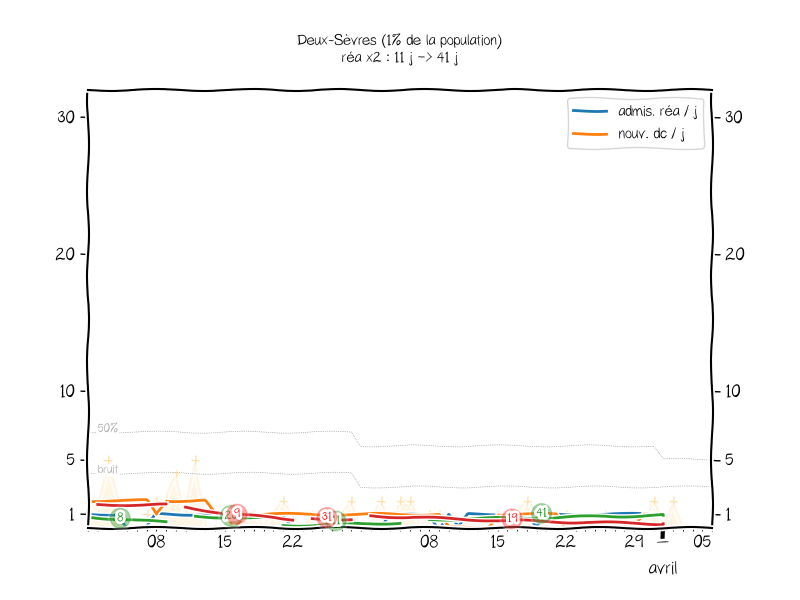 Deux-Sèvres (1% de la population)
réa x2 : 11 j -> 41 j
admis. réa / j
nouv. dc / j
30 30
20 20
10 10
50%
5 5
bruit
1 8 9 31 19 41 1
08 15 22 08 15 22 29 1 05
avril